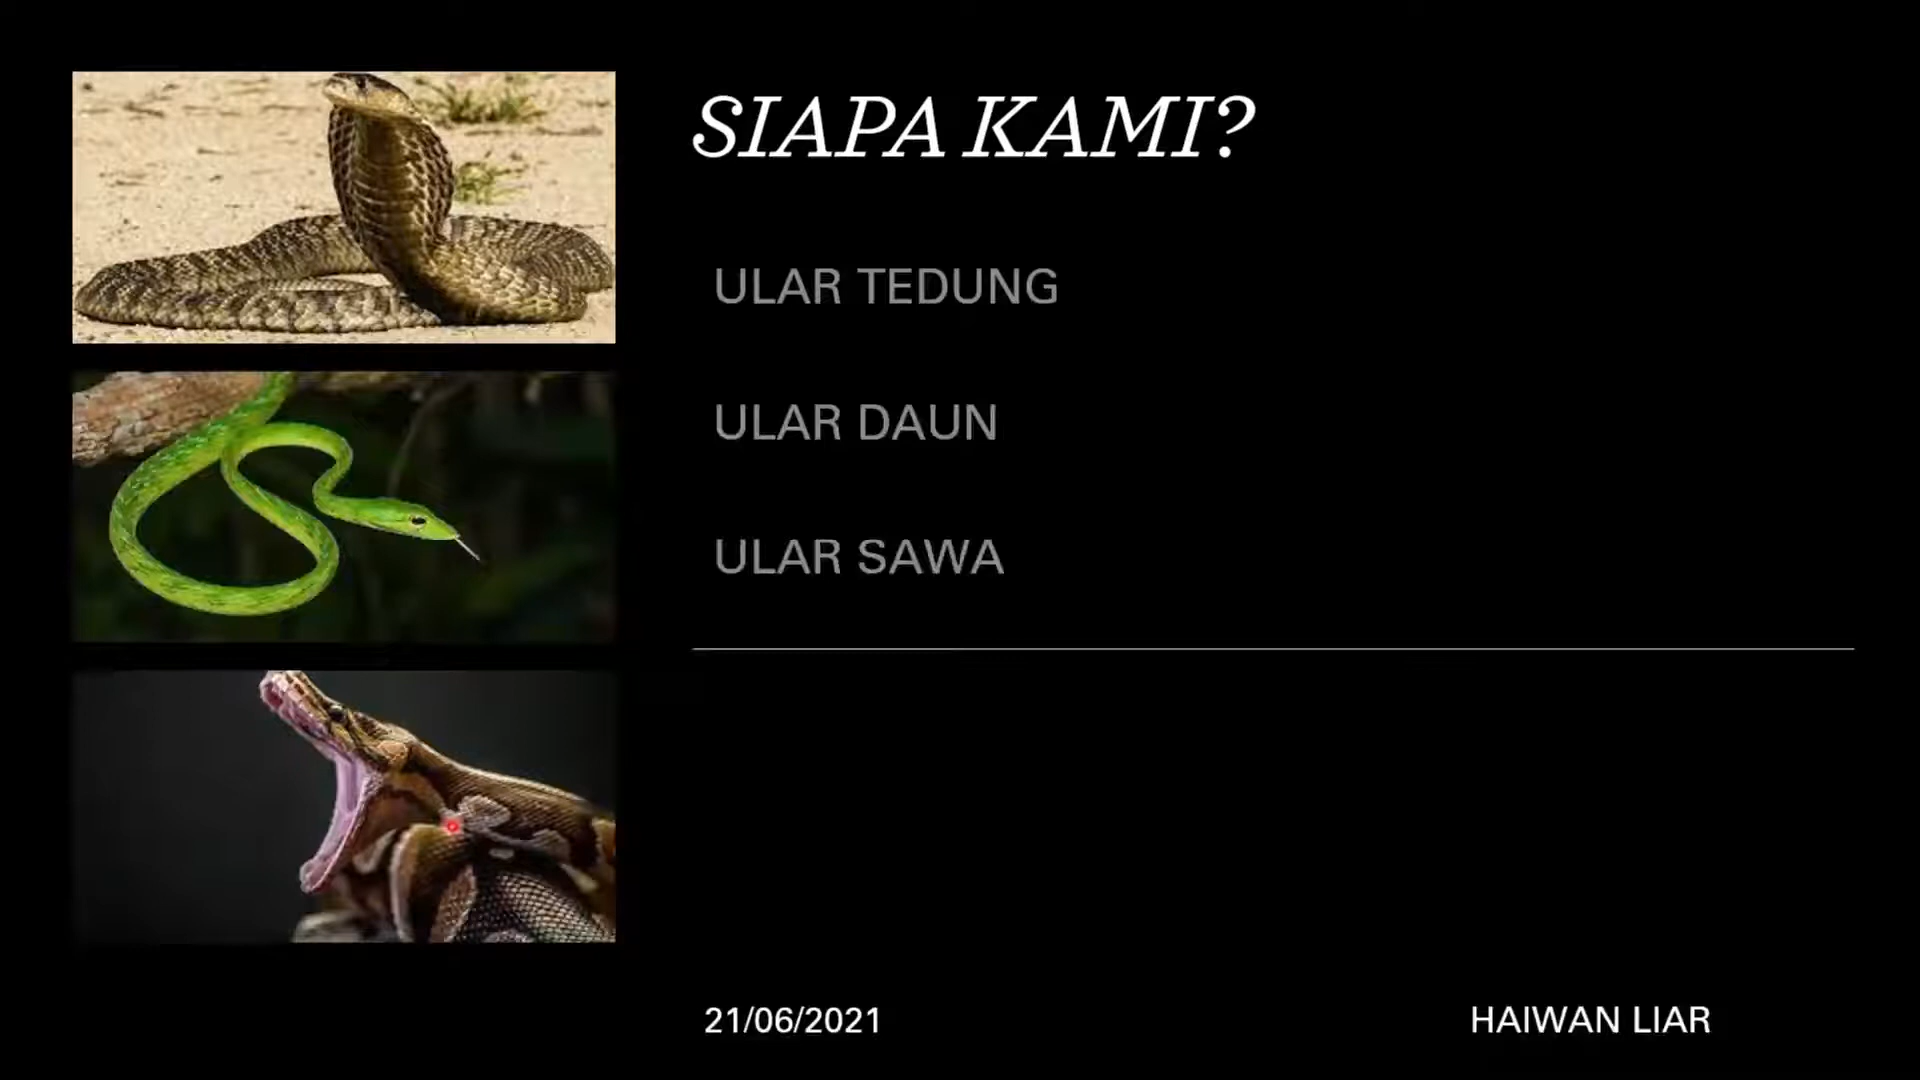 SIAPA KAMI?
ULAR TEDUNG
ULAR DAUN
ULAR SAWA
21/06/2021
HAIWAN LIAR